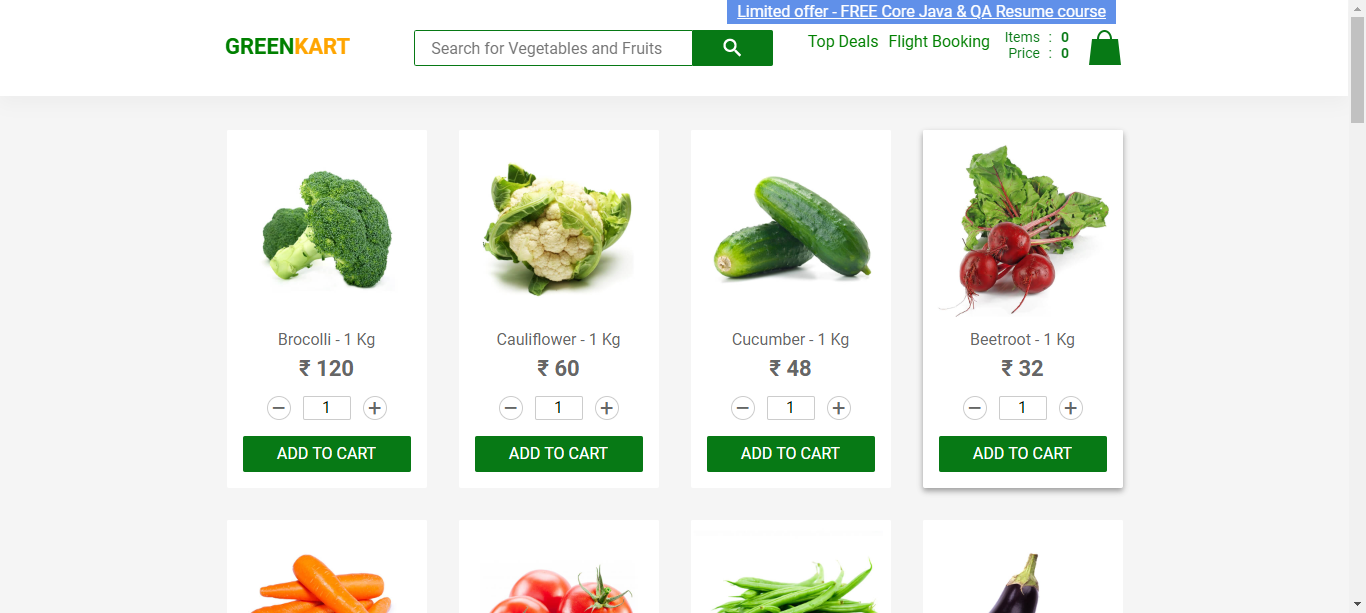 Limited offer - FREE Core Java & QA Resume course
GREENKART
Search for Vegetables and Fruits
Top Deals Flight Booking
Items : 0
Price : 0
Brocolli - 1 Kg
₹ 120
− 1 +
ADD TO CART
Cauliflower - 1 Kg
₹ 60
− 1 +
ADD TO CART
Cucumber - 1 Kg
₹ 48
− 1 +
ADD TO CART
Beetroot - 1 Kg
₹ 32
− 1 +
ADD TO CART